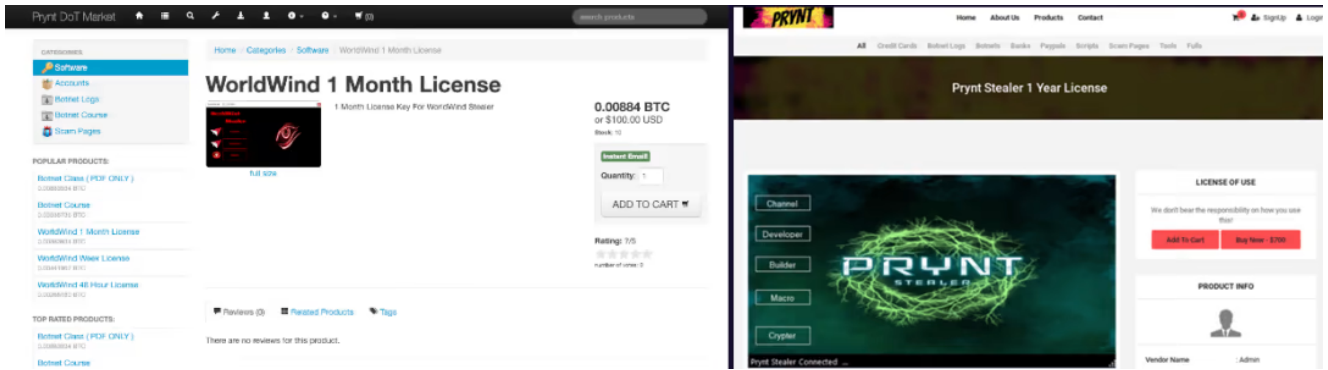 Prynt DoT Market
(0)
search products
CATEGORIES
Software
Accounts
Botnet Logs
Botnet Course
Scam Pages
POPULAR PRODUCTS:
Botnet Class ( PDF ONLY )
Botnet Course
WorldWind 1 Month License
WorldWind Week License
WorldWind 48 Hour License
TOP RATED PRODUCTS:
Botnet Class ( PDF ONLY )
Botnet Course
Home / Categories / Software / WorldWind 1 Month License
WorldWind 1 Month License
full size
1 Month License Key For WorldWind Stealer
0.00884 BTC
or $100.00 USD
Stock: 10
Instant Email!
Quantity: 1
ADD TO CART
Rating: ?/5
number of votes: 0
Reviews (0) Related Products Tags
There are no reviews for this product.
PRYNT
Home About Us Products Contact
SignUp Login
All Credit Cards Botnet Logs Botnets Banks Paypals Scripts Scam Pages Tools Fulls
Prynt Stealer 1 Year License
Channel
Developer
Builder
Macro
Crypter
PRYNT
STEALER
Prynt Stealer Connected ...
LICENSE OF USE
We don't bear the responsibility on how you use
this!
Add To Cart Buy Now - $700
PRODUCT INFO
Vendor Name : Admin